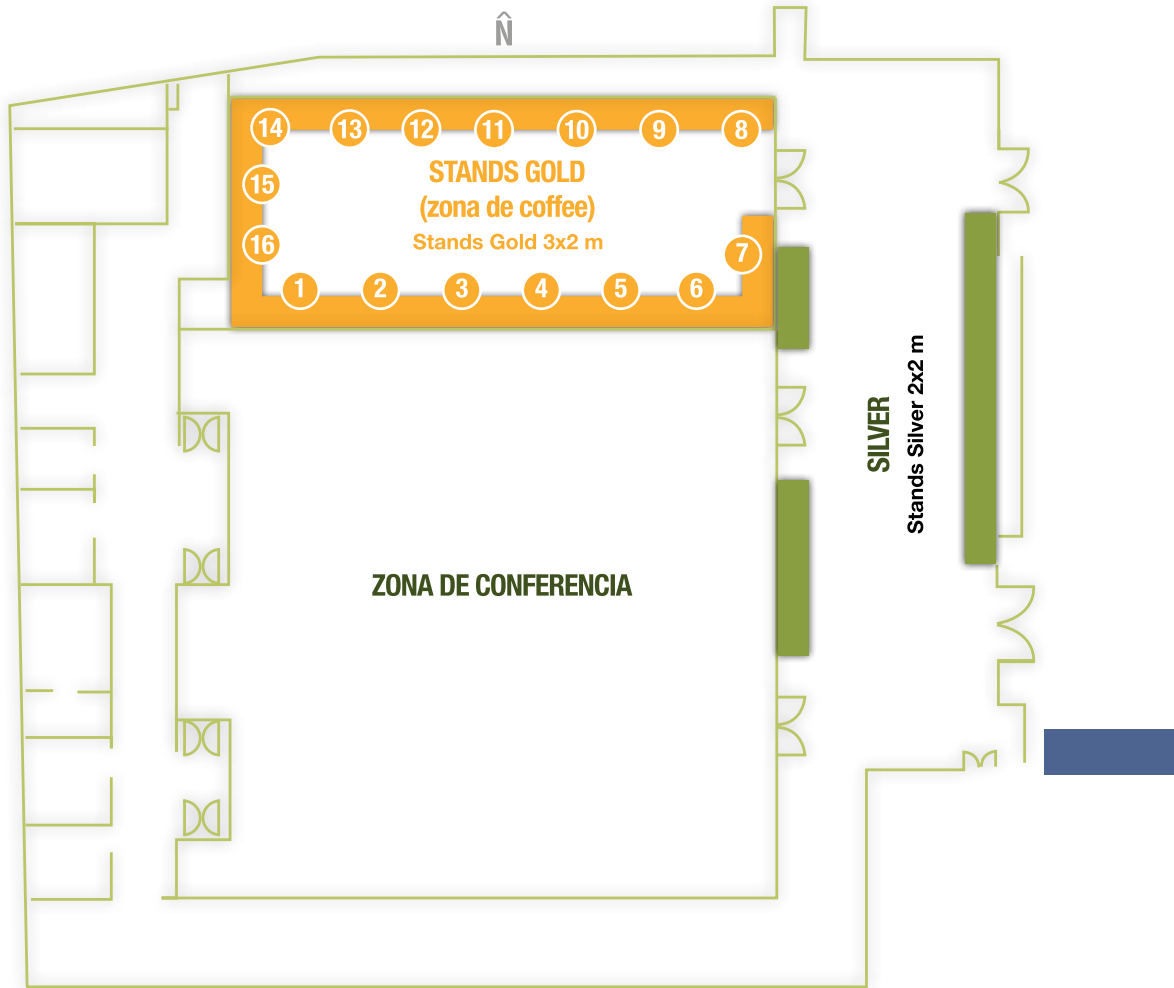 N̂
14 13 12 11 10 9 8
STANDS GOLD
15
(zona de coffee)
Stands Gold 3x2 m
16
7
1 2 3 4 5 6
SILVER
Stands Silver 2x2 m
ZONA DE CONFERENCIA